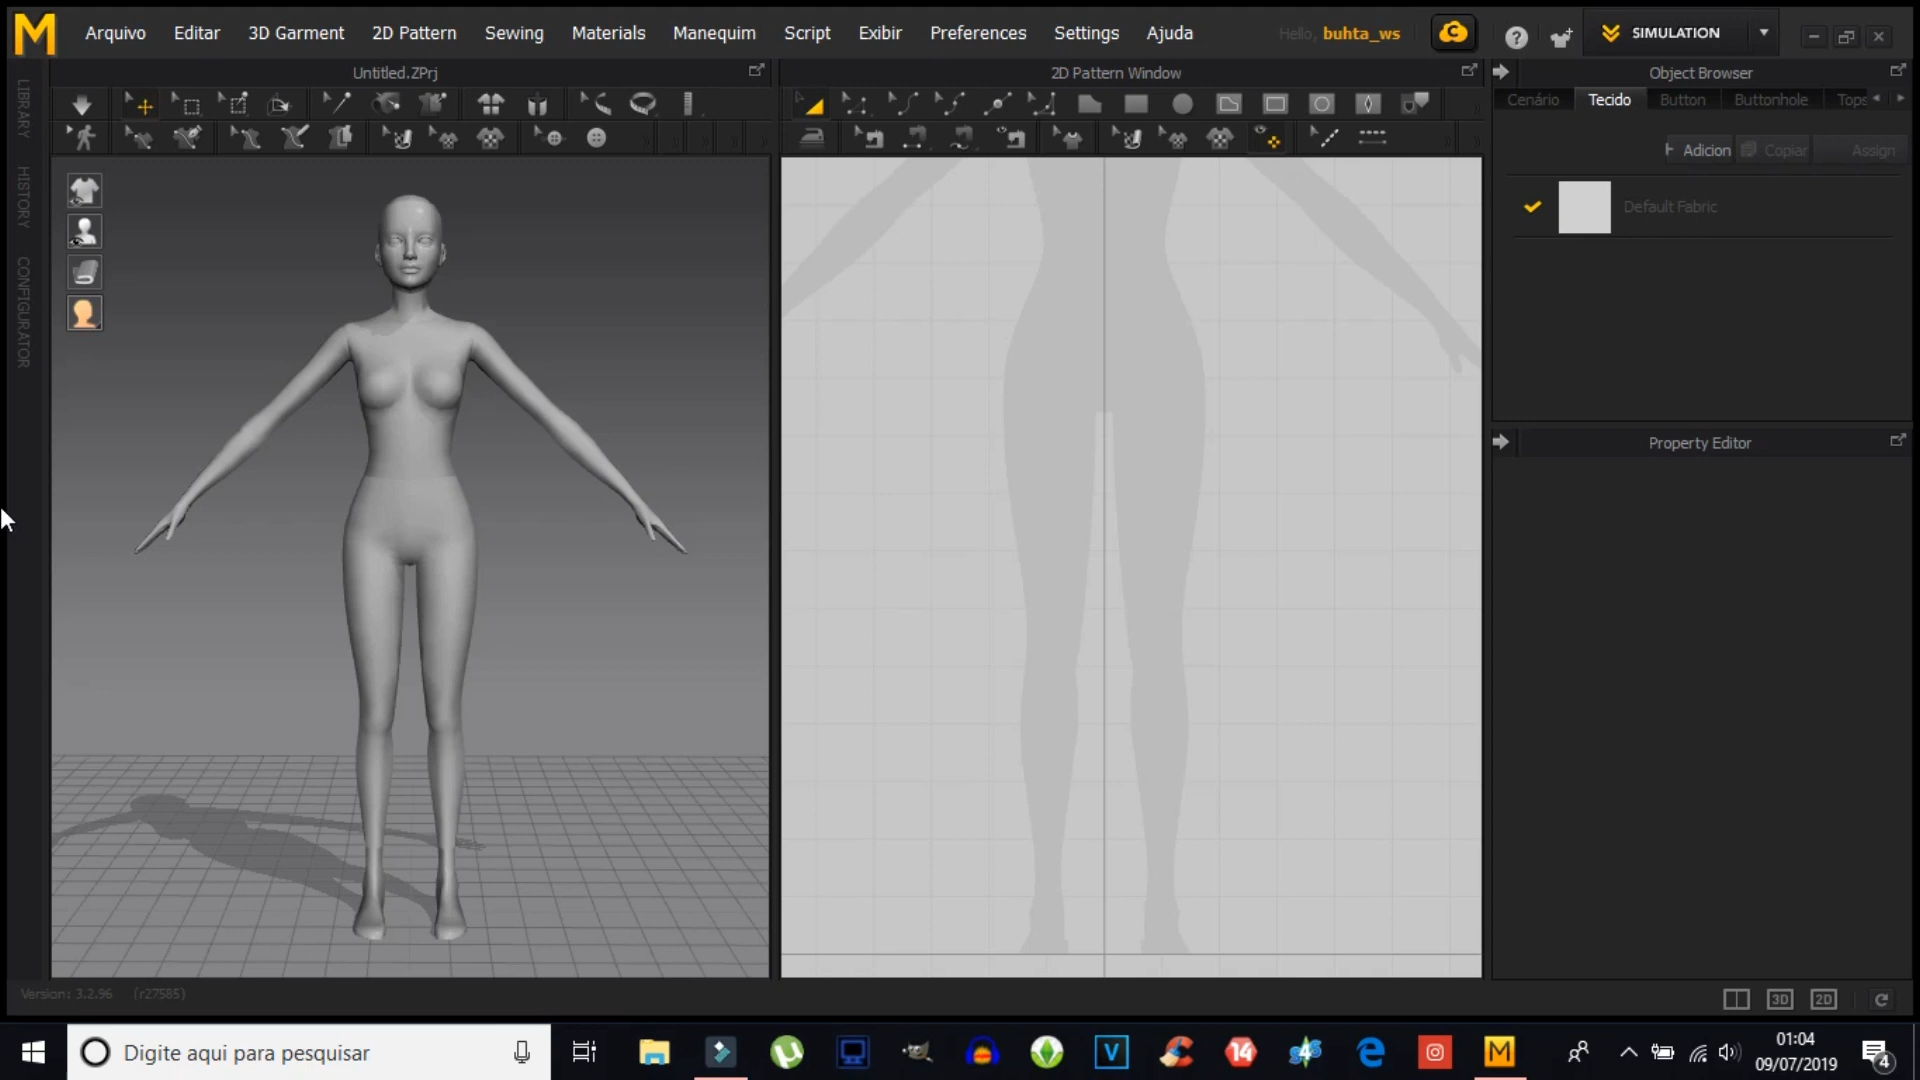 M Arquivo Editar 3D Garment 2D Pattern Sewing Materials Manequim Script Exibir Preferences Settings Ajuda Hello, buhta_ws C ? SIMULATION
Untitled.ZPrj
2D Pattern Window
Object Browser
Cenário Tecido Button Buttonhole Tops
Adicion Copiar Assign
Default Fabric
LIBRARY
HISTORY
CONFIGURATOR
Property Editor
Version: 3.2.96 (r27585)
3D 2D
Digite aqui para pesquisar
V 14 M
01:04
09/07/2019
4